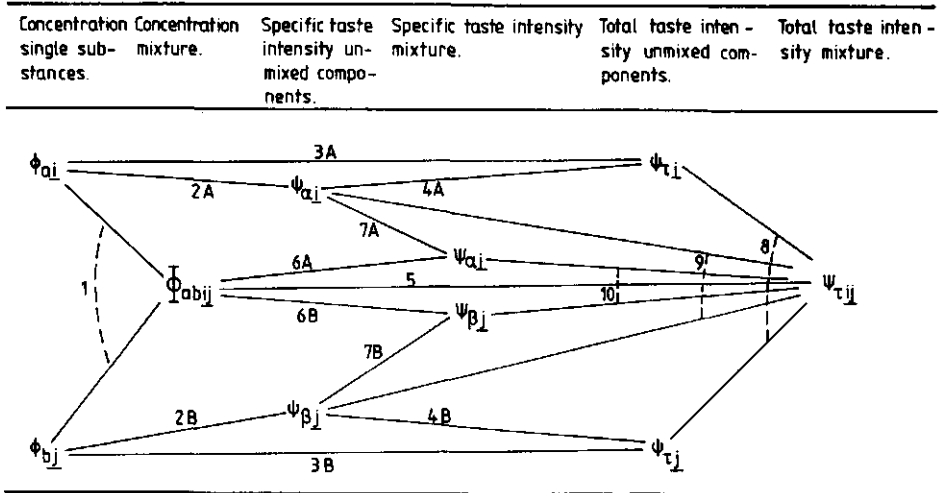 Concentration single sub- stances.
Concentration mixture.
Specific taste intensity un- mixed compo- nents.
Specific taste intensity mixture.
Total taste inten- sity unmixed com- ponents.
Total taste inten- sity mixture.
3A
ϕai
ψτi
2A
ψαi
4A
7A
8
9
6A
ψαj
1
Φabij
5
10
ψτij
6B
ψβj
7B
2B
ψβj
4B
ϕbj
3B
ψτj